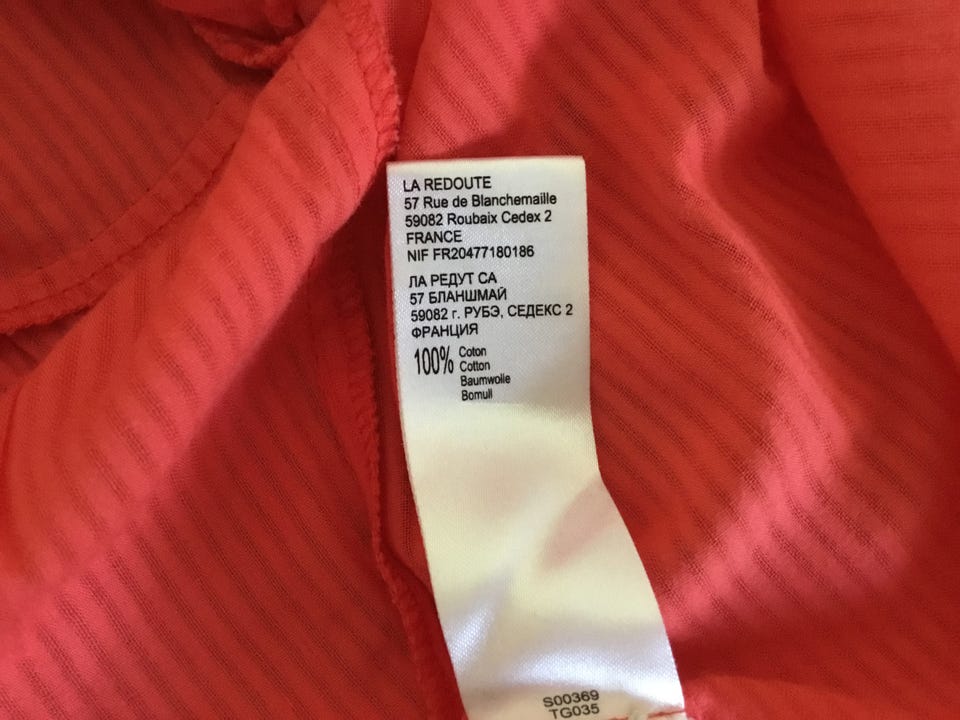 LA REDOUTE
57 Rue de Blanchemaille
59082 Roubaix Cedex 2
FRANCE
NIF FR20477180186
ЛА РЕДУТ СА
57 БЛАНШМАЙ
59082 г. РУБЭ, СЕДЕКС 2
ФРАНЦИЯ
100% Coton
Cotton
Baumwolle
Bomull
S00369
TG035